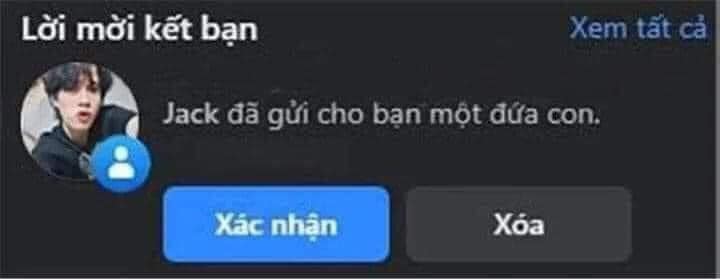 Lời mời kết bạn Xem tất cả
Jack đã gửi cho bạn một đứa con.
Xác nhận Xóa